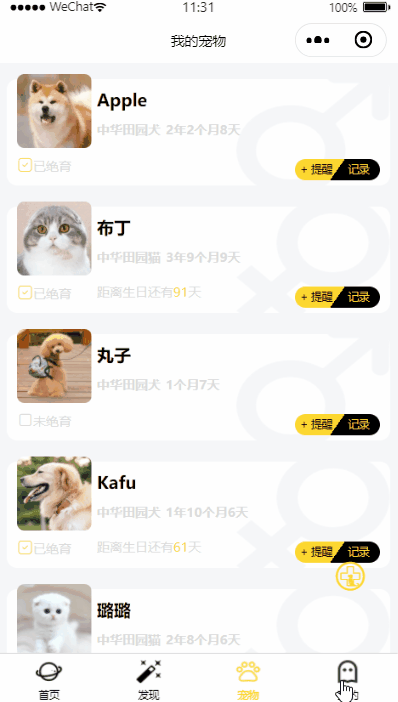 WeChat 11:31 100%
我的宠物
Apple
中华田园犬 2年2个月8天
已绝育
+ 提醒 记录
布丁
中华田园猫 3年9个月9天
已绝育 距离生日还有91天
+ 提醒 记录
丸子
中华田园犬 1个月7天
未绝育
+ 提醒 记录
Kafu
中华田园犬 1年10个月6天
已绝育 距离生日还有61天
+ 提醒 记录
璐璐
中华田园猫 2年8个月6天
首页 发现 宠物 的